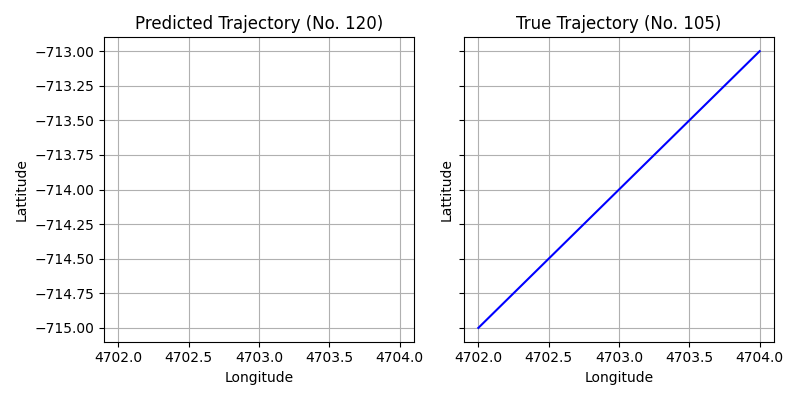 Predicted Trajectory (No. 120)
True Trajectory (No. 105)
−713.00
−713.25
−713.50
−713.75
−714.00
−714.25
−714.50
−714.75
−715.00
Lattitude
Lattitude
4702.0 4702.5 4703.0 4703.5 4704.0
4702.0 4702.5 4703.0 4703.5 4704.0
Longitude
Longitude